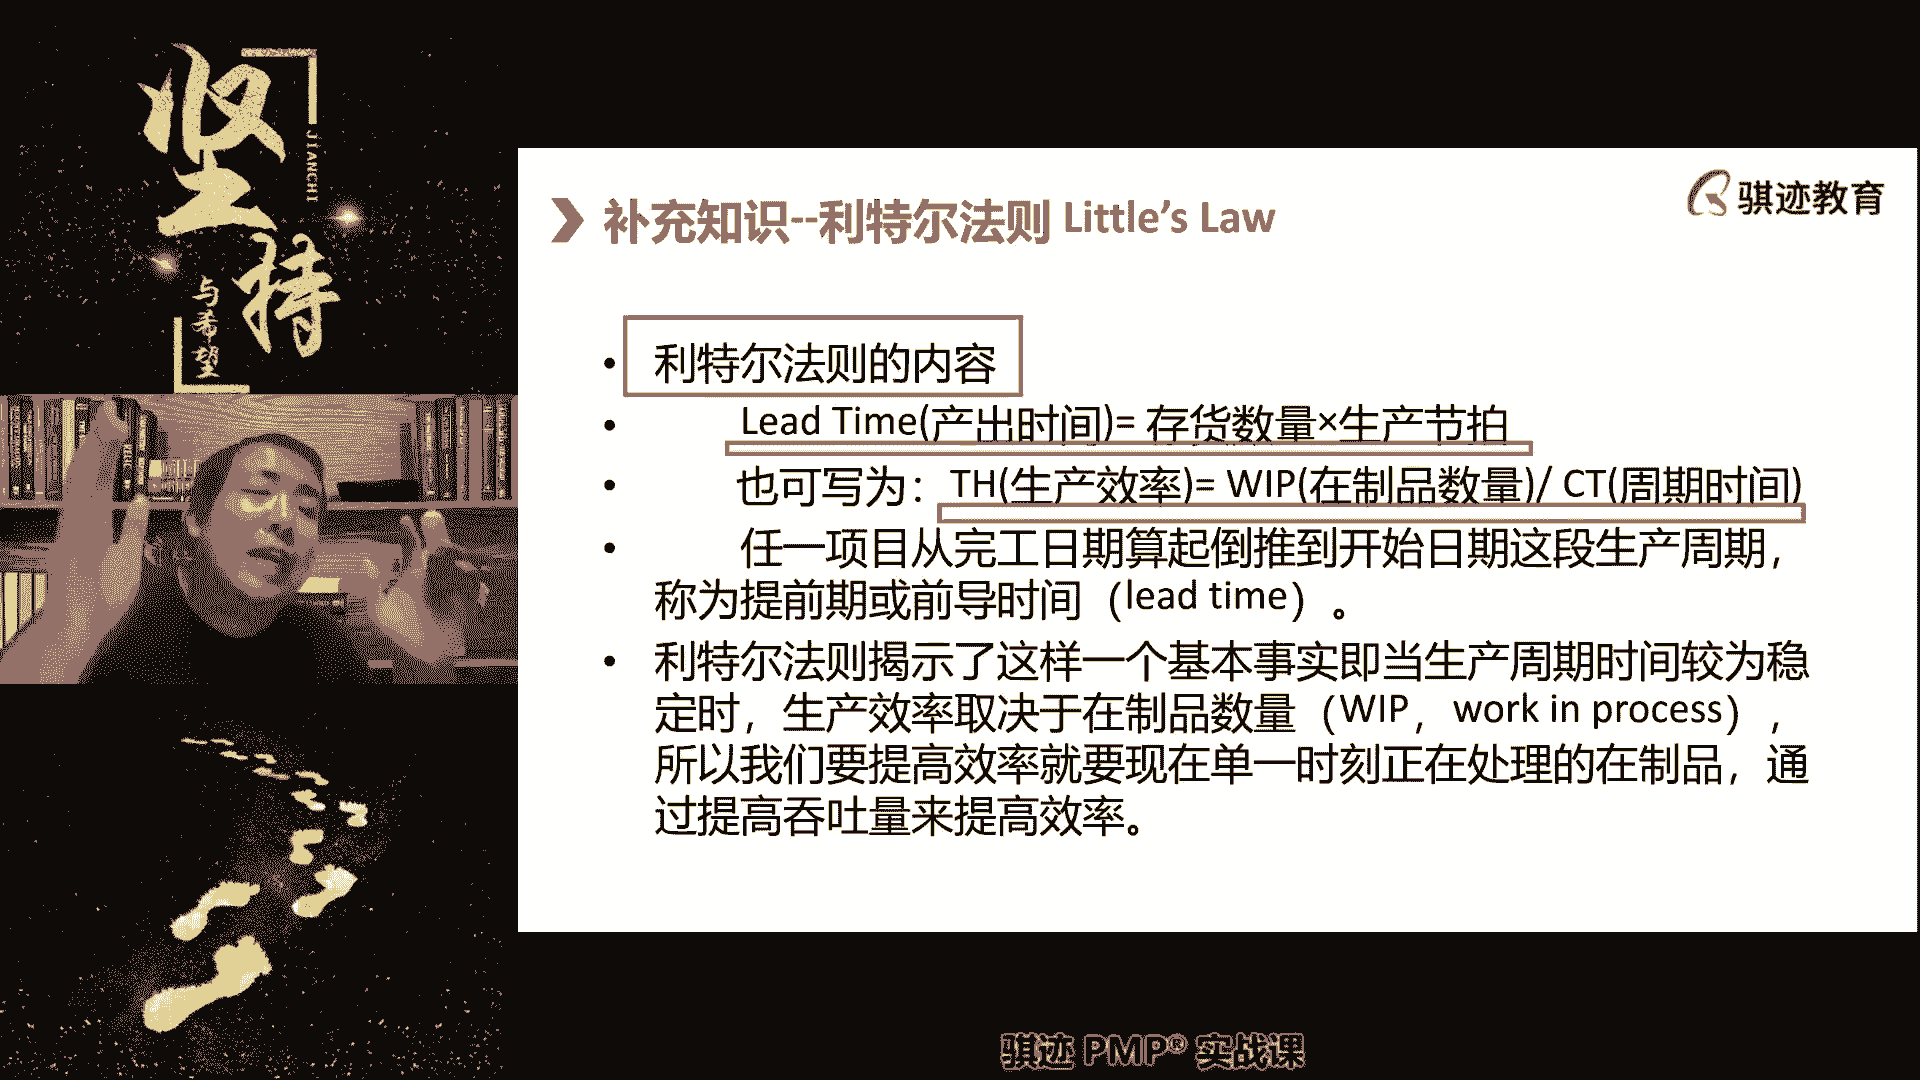 坚持
JIANCHI
与希望
骐迹教育
补充知识--利特尔法则 Little's Law
• 利特尔法则的内容
• Lead Time(产出时间)= 存货数量×生产节拍
• 也可写为：TH(生产效率)= WIP(在制品数量)/ CT(周期时间)
• 任一项目从完工日期算起倒推到开始日期这段生产周期，
称为提前期或前导时间（lead time）。
• 利特尔法则揭示了这样一个基本事实即当生产周期时间较为稳
定时，生产效率取决于在制品数量（WIP，work in process），
所以我们要提高效率就要现在单一时刻正在处理的在制品，通
过提高吞吐量来提高效率。
骐迹 PMP® 实战课